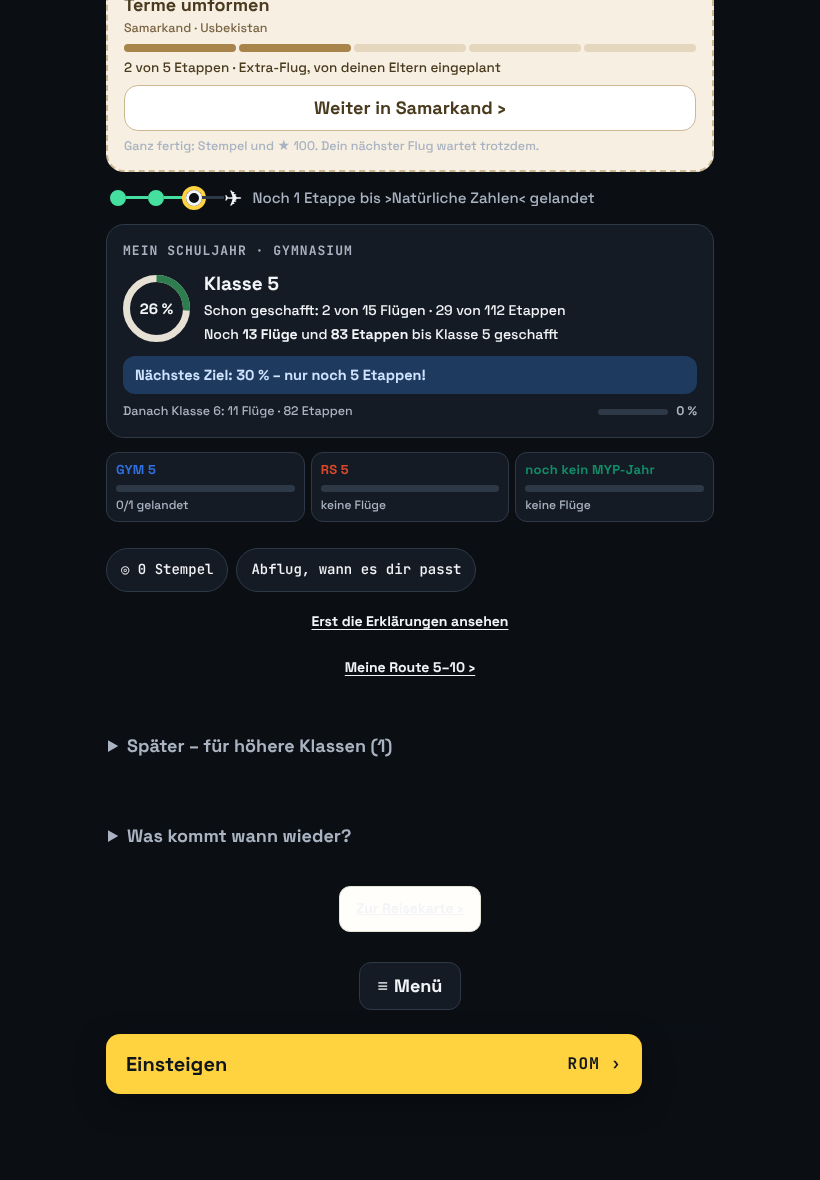 Terme umformen
Samarkand · Usbekistan
2 von 5 Etappen · Extra-Flug, von deinen Eltern eingeplant
Weiter in Samarkand ›
Ganz fertig: Stempel und ★ 100. Dein nächster Flug wartet trotzdem.
Noch 1 Etappe bis ›Natürliche Zahlen‹ gelandet
MEIN SCHULJAHR · GYMNASIUM
26 %
Klasse 5
Schon geschafft: 2 von 15 Flügen · 29 von 112 Etappen
Noch 13 Flüge und 83 Etappen bis Klasse 5 geschafft
Nächstes Ziel: 30 % – nur noch 5 Etappen!
Danach Klasse 6: 11 Flüge · 82 Etappen
0 %
GYM 5
0/1 gelandet
RS 5
keine Flüge
noch kein MYP-Jahr
keine Flüge
◎ 0 Stempel
Abflug, wann es dir passt
Erst die Erklärungen ansehen
Meine Route 5–10 ›
▶ Später – für höhere Klassen (1)
▶ Was kommt wann wieder?
Zur Reisekarte ›
≡ Menü
Einsteigen
ROM ›